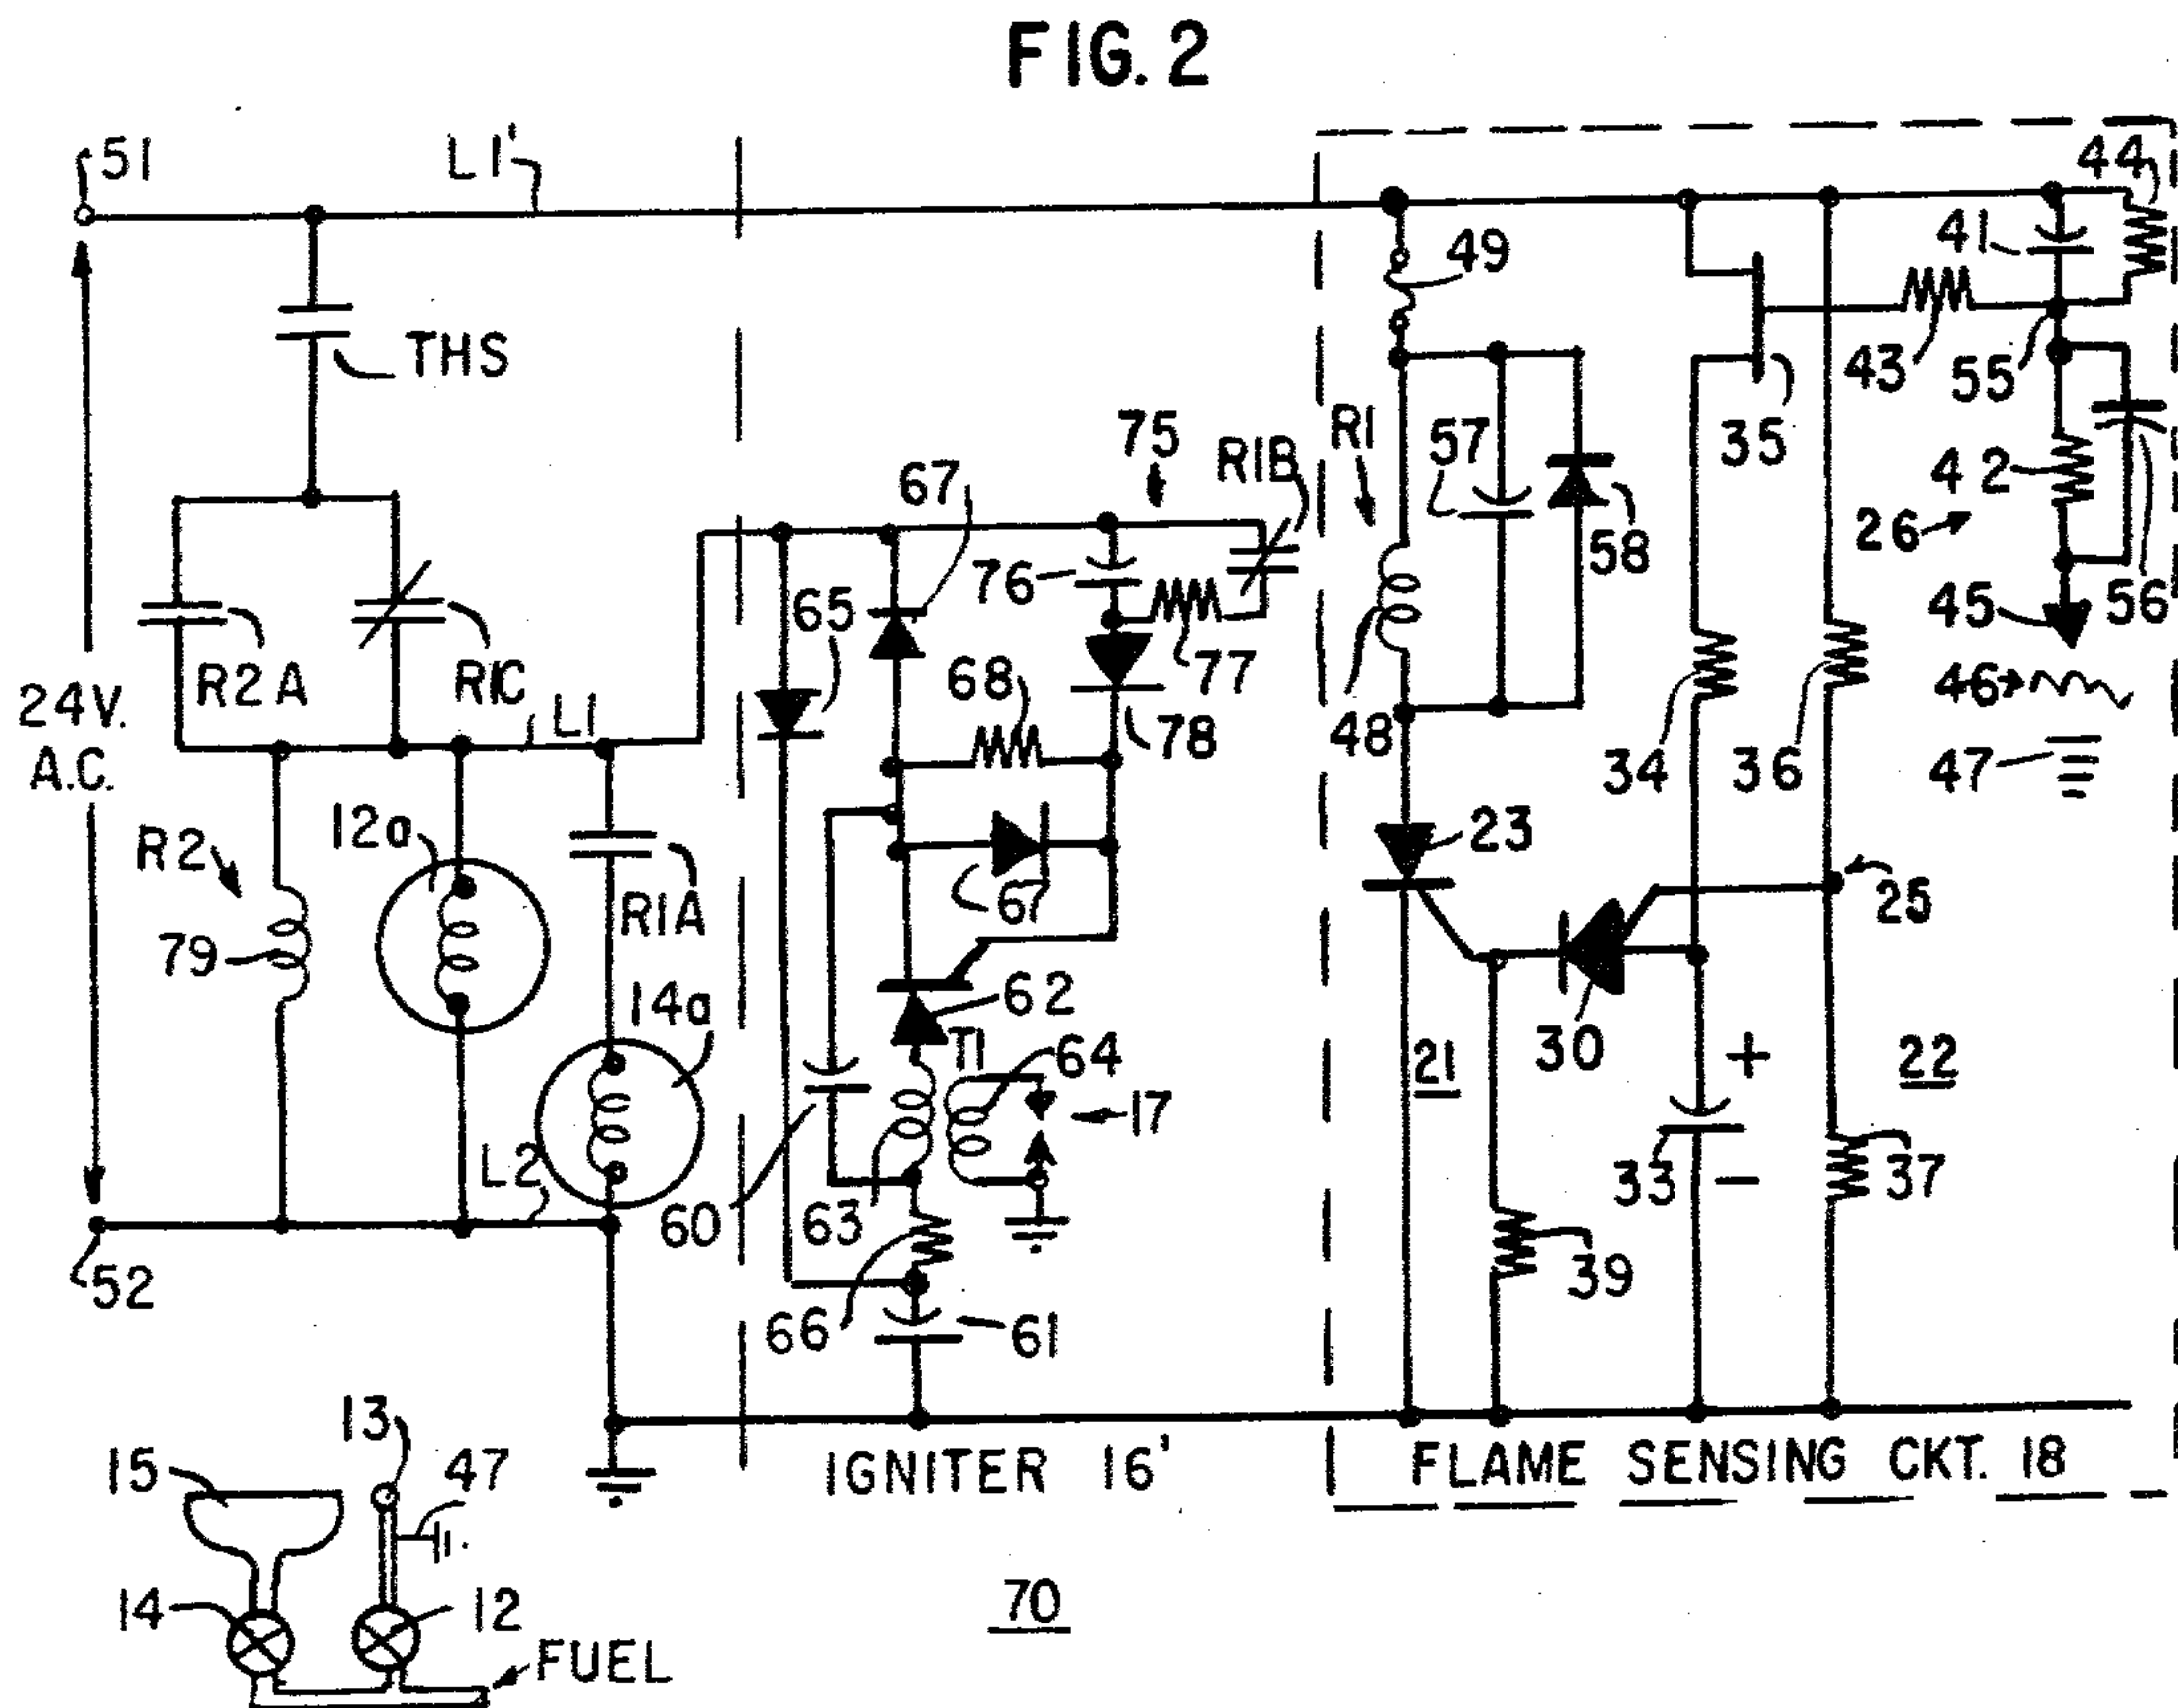 FIG. 2
51
L1'
44
41
49
THS
43
55
35
75
R1B
R1
57
42
67
26
58
76
65
45
56
R2A
R1C
77
68
46
24V.
A.C.
L1
78
48
34
36
47
12a
23
R2
67
25
R1A
79
62
14a
T1
64
30
+
21
22
17
L2
33
−
37
60
63
52
39
66
61
13
15
47
IGNITER 16'
FLAME SENSING CKT. 18
14
12
70
FUEL